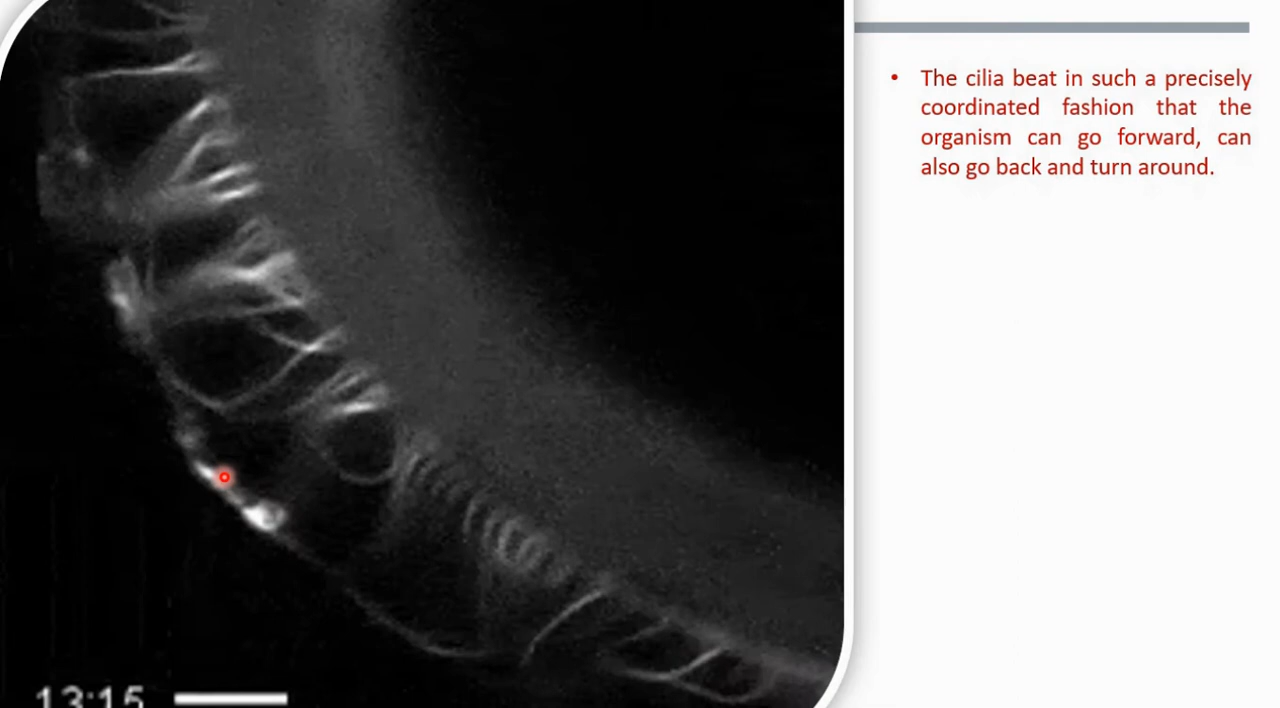 • The cilia beat in such a precisely
coordinated fashion that the
organism can go forward, can
also go back and turn around.
13:15